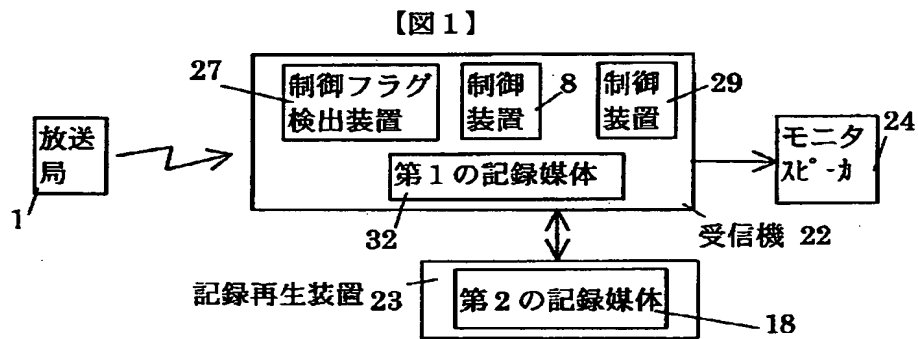 【図1】
27
制御フラグ
検出装置
制御
装置
8
制御
装置
29
放送
局
1
モニタ
スピーカ
24
第1の記録媒体
32
受信機 22
記録再生装置 23
第2の記録媒体
18